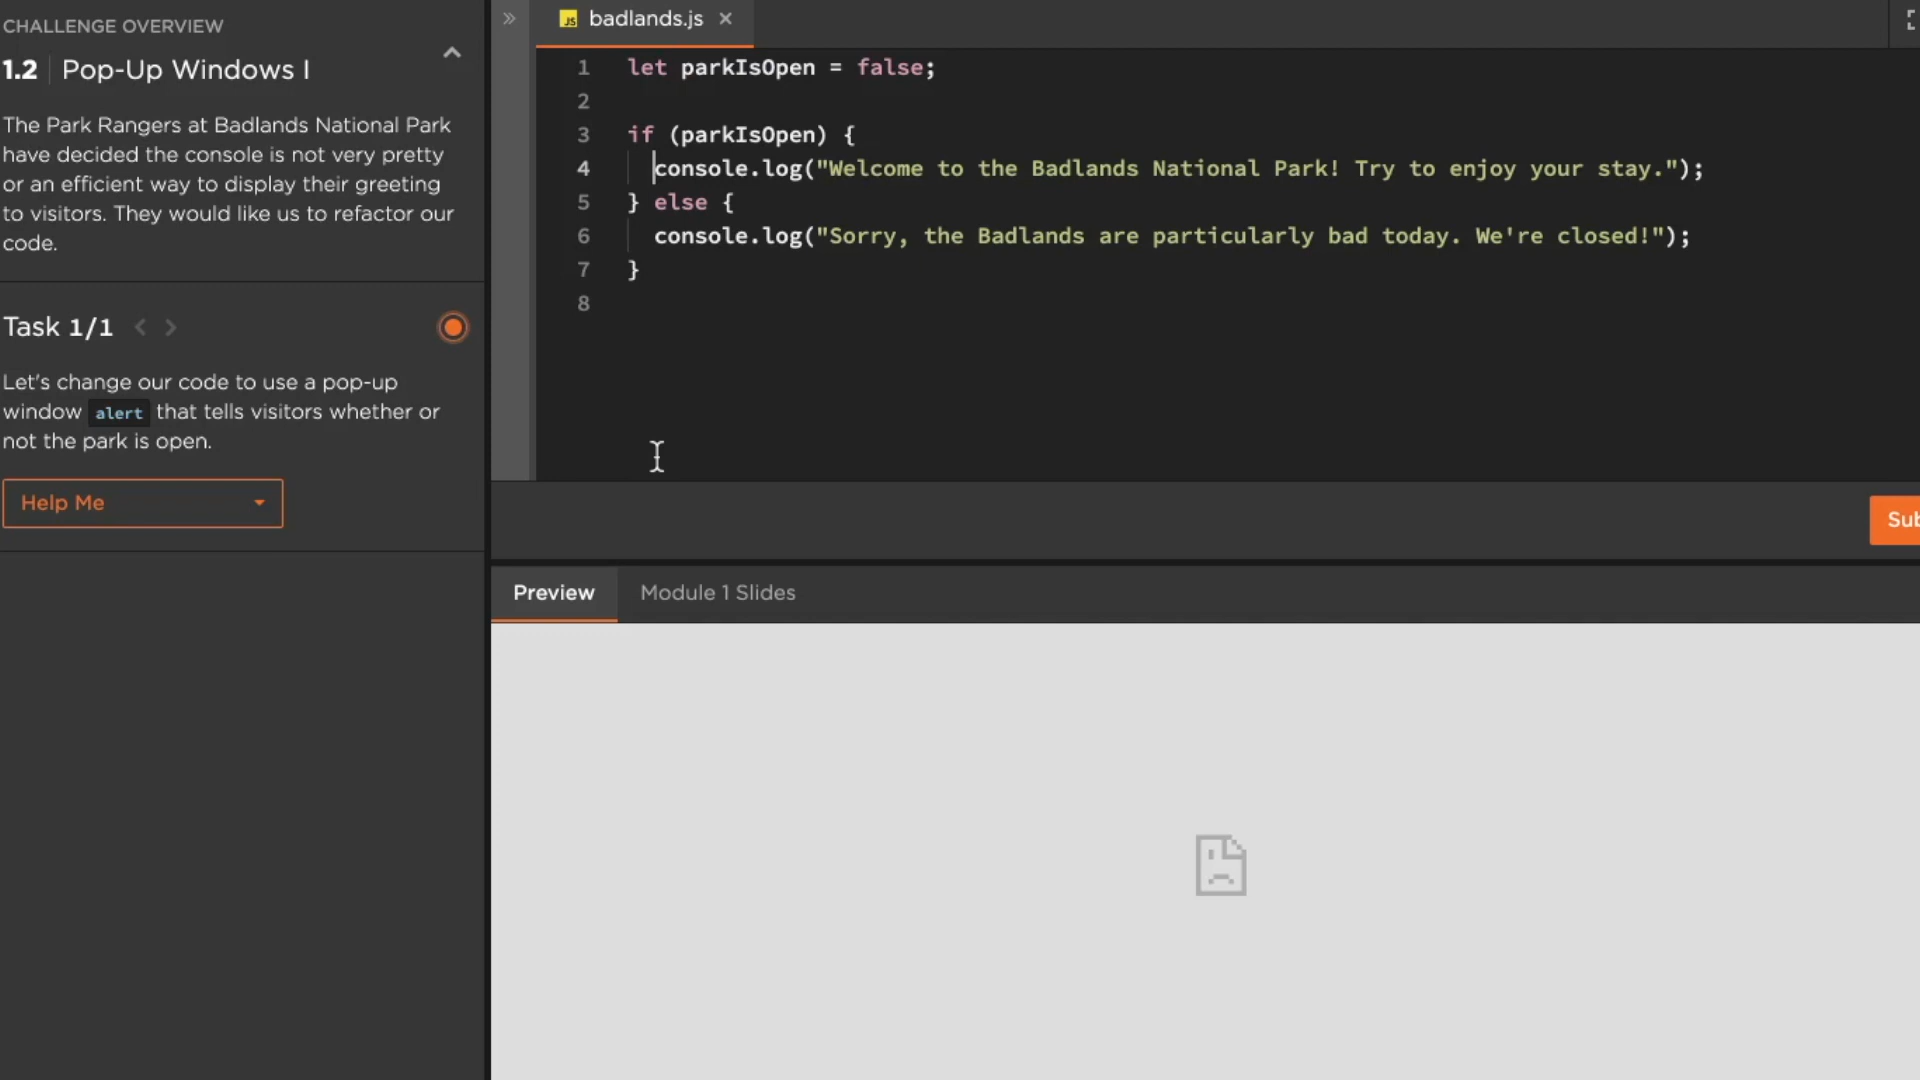 CHALLENGE OVERVIEW
1.2 Pop-Up Windows I
The Park Rangers at Badlands National Park
have decided the console is not very pretty
or an efficient way to display their greeting
to visitors. They would like us to refactor our
code.
Task 1/1
Let's change our code to use a pop-up
window alert that tells visitors whether or
not the park is open.
Help Me
JS badlands.js
1 let parkIsOpen = false;
2
3 if (parkIsOpen) {
4 console.log("Welcome to the Badlands National Park! Try to enjoy your stay.");
5 } else {
6 console.log("Sorry, the Badlands are particularly bad today. We're closed!");
7 }
8
Sub
Preview Module 1 Slides